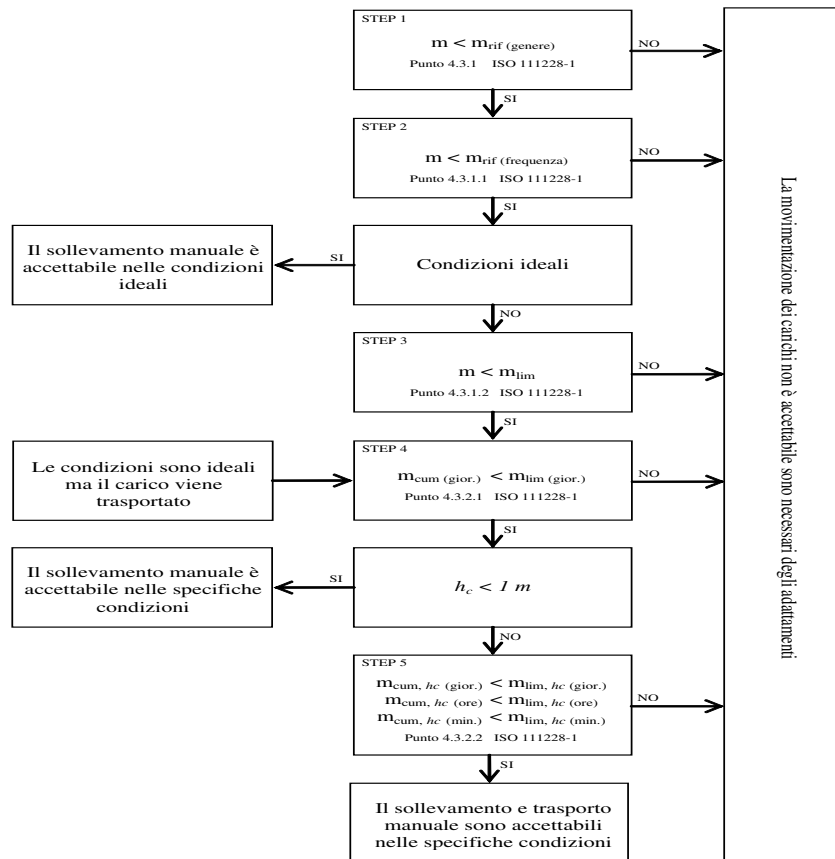 STEP 1
m < mrif (genere)
Punto 4.3.1 ISO 111228-1
NO
SI
STEP 2
m < mrif (frequenza)
Punto 4.3.1.1 ISO 111228-1
NO
SI
Il sollevamento manuale è
accettabile nelle condizioni
ideali
SI
Condizioni ideali
NO
STEP 3
m < mlim
Punto 4.3.1.2 ISO 111228-1
NO
SI
Le condizioni sono ideali
ma il carico viene
trasportato
STEP 4
mcum (gior.) < mlim (gior.)
Punto 4.3.2.1 ISO 111228-1
NO
SI
Il sollevamento manuale è
accettabile nelle specifiche
condizioni
SI
hc < 1 m
NO
STEP 5
mcum, hc (gior.) < mlim, hc (gior.)
mcum, hc (ore) < mlim, hc (ore)
mcum, hc (min.) < mlim, hc (min.)
Punto 4.3.2.2 ISO 111228-1
NO
SI
Il sollevamento e trasporto
manuale sono accettabili
nelle specifiche condizioni
La movimentazione dei carichi non è accettabile sono necessari degli adattamenti